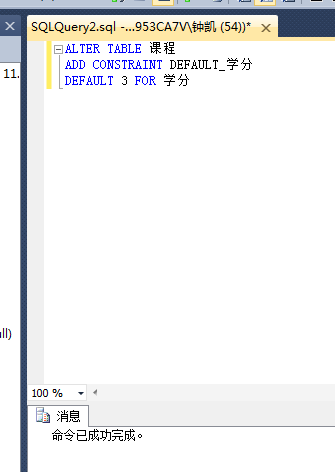 SQLQuery2.sql -...953CA7V\钟凯 (54))*
11.
ALTER TABLE 课程
ADD CONSTRAINT DEFAULT_学分
DEFAULT 3 FOR 学分
ull)
100 %
消息
命令已成功完成。